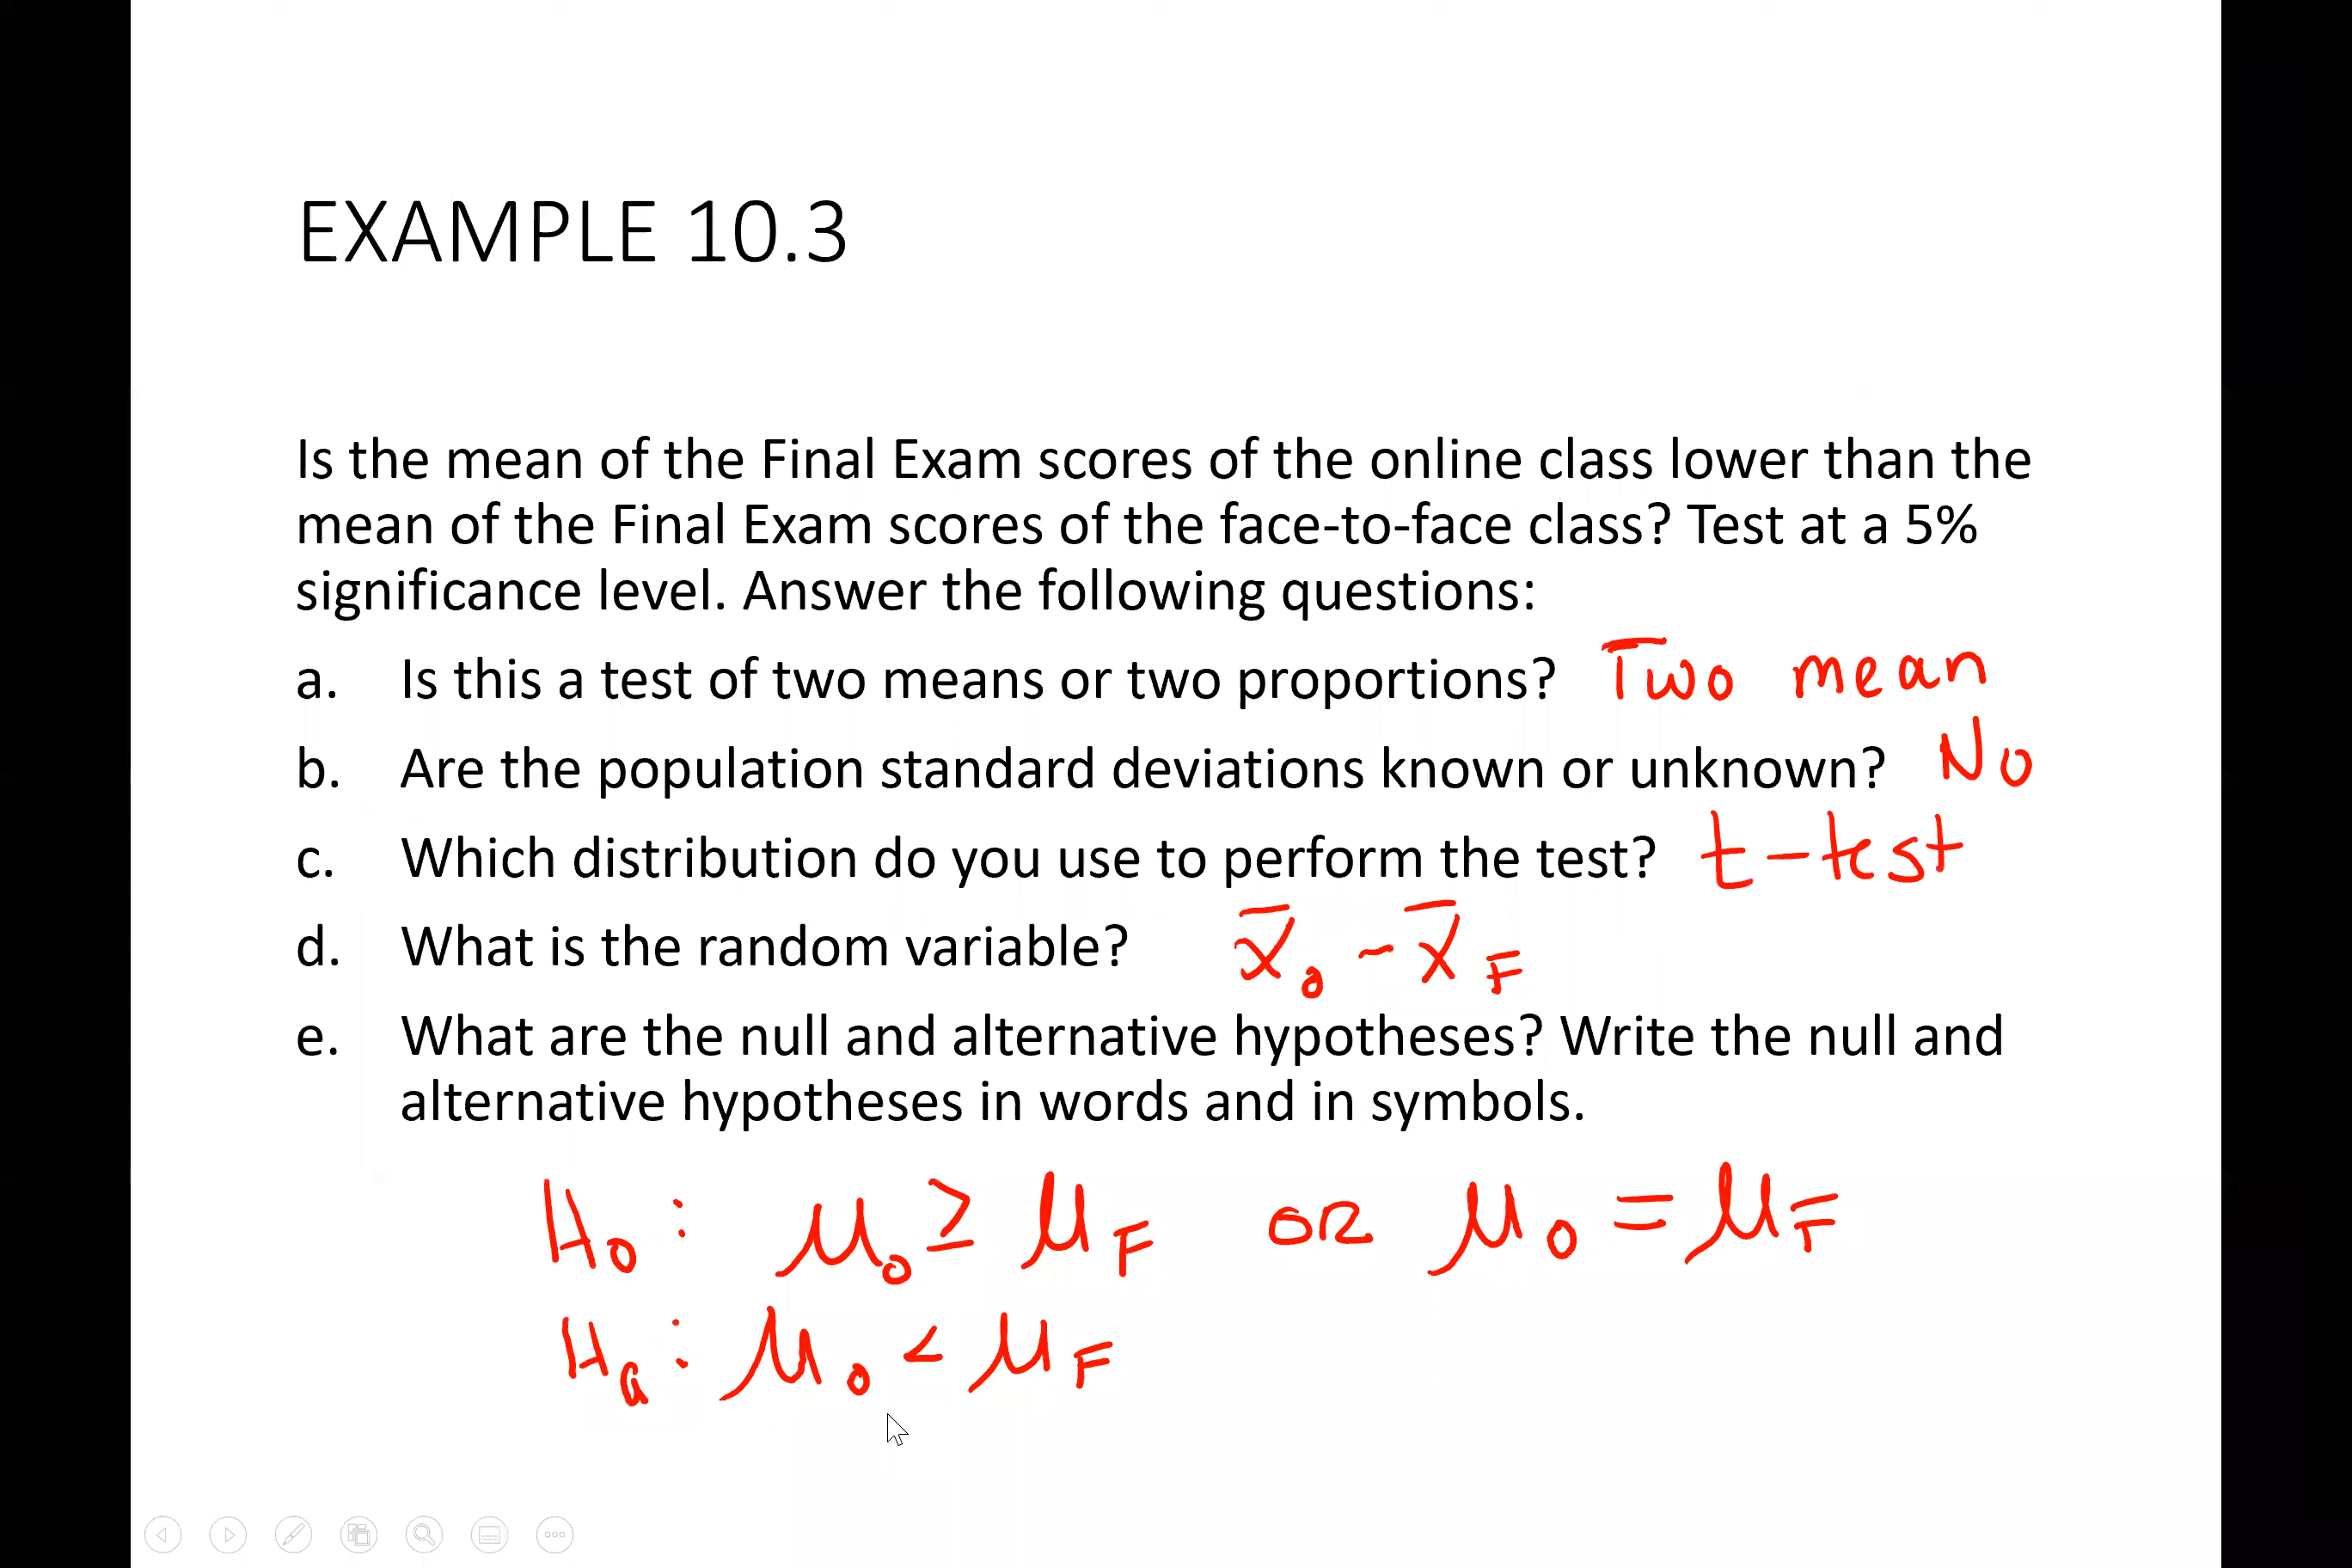 EXAMPLE 10.3
Is the mean of the Final Exam scores of the online class lower than the
mean of the Final Exam scores of the face-to-face class? Test at a 5%
significance level. Answer the following questions:
a. Is this a test of two means or two proportions? Two mean
b. Are the population standard deviations known or unknown? No
c. Which distribution do you use to perform the test? t-test
d. What is the random variable? x̄₀ - x̄F
e. What are the null and alternative hypotheses? Write the null and
alternative hypotheses in words and in symbols.
H₀ : μ₀ ≥ μF OR μ₀ = μF
Hₐ : μ₀ < μF